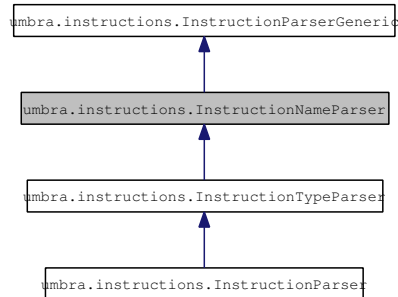 umbra.instructions.InstructionParserGeneric
umbra.instructions.InstructionNameParser
umbra.instructions.InstructionTypeParser
umbra.instructions.InstructionParser